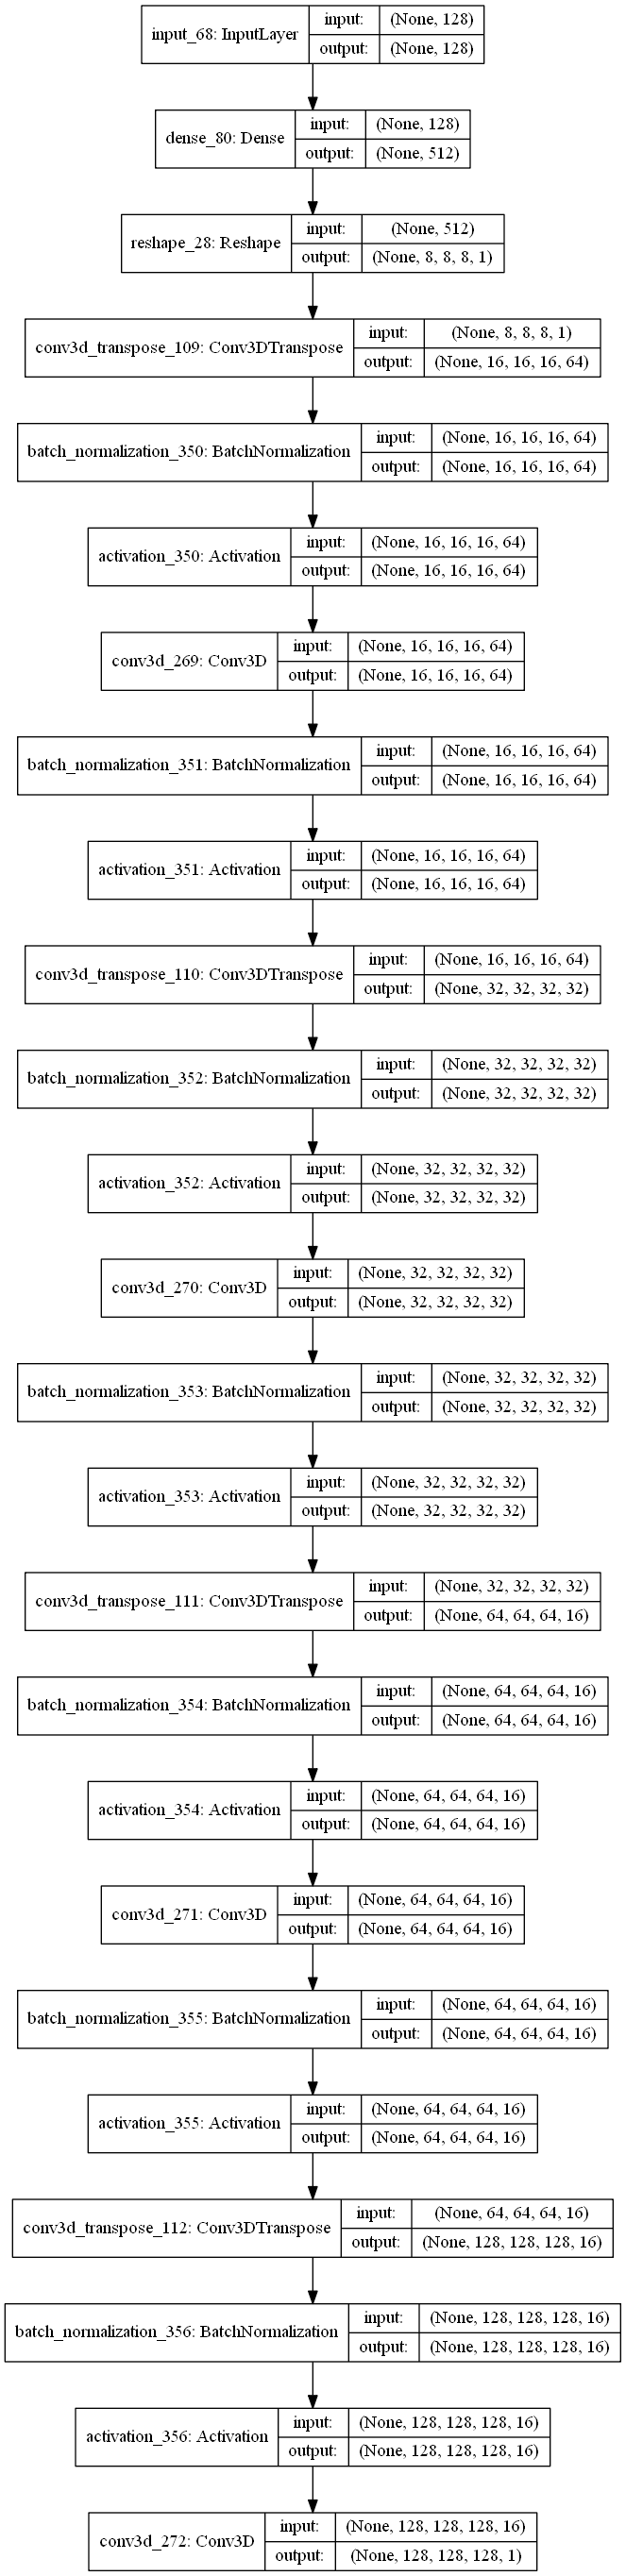 input_68: InputLayer input: (None, 128)
output: (None, 128)
dense_80: Dense input: (None, 128)
output: (None, 512)
reshape_28: Reshape input: (None, 512)
output: (None, 8, 8, 8, 1)
conv3d_transpose_109: Conv3DTranspose input: (None, 8, 8, 8, 1)
output: (None, 16, 16, 16, 64)
batch_normalization_350: BatchNormalization input: (None, 16, 16, 16, 64)
output: (None, 16, 16, 16, 64)
activation_350: Activation input: (None, 16, 16, 16, 64)
output: (None, 16, 16, 16, 64)
conv3d_269: Conv3D input: (None, 16, 16, 16, 64)
output: (None, 16, 16, 16, 64)
batch_normalization_351: BatchNormalization input: (None, 16, 16, 16, 64)
output: (None, 16, 16, 16, 64)
activation_351: Activation input: (None, 16, 16, 16, 64)
output: (None, 16, 16, 16, 64)
conv3d_transpose_110: Conv3DTranspose input: (None, 16, 16, 16, 64)
output: (None, 32, 32, 32, 32)
batch_normalization_352: BatchNormalization input: (None, 32, 32, 32, 32)
output: (None, 32, 32, 32, 32)
activation_352: Activation input: (None, 32, 32, 32, 32)
output: (None, 32, 32, 32, 32)
conv3d_270: Conv3D input: (None, 32, 32, 32, 32)
output: (None, 32, 32, 32, 32)
batch_normalization_353: BatchNormalization input: (None, 32, 32, 32, 32)
output: (None, 32, 32, 32, 32)
activation_353: Activation input: (None, 32, 32, 32, 32)
output: (None, 32, 32, 32, 32)
conv3d_transpose_111: Conv3DTranspose input: (None, 32, 32, 32, 32)
output: (None, 64, 64, 64, 16)
batch_normalization_354: BatchNormalization input: (None, 64, 64, 64, 16)
output: (None, 64, 64, 64, 16)
activation_354: Activation input: (None, 64, 64, 64, 16)
output: (None, 64, 64, 64, 16)
conv3d_271: Conv3D input: (None, 64, 64, 64, 16)
output: (None, 64, 64, 64, 16)
batch_normalization_355: BatchNormalization input: (None, 64, 64, 64, 16)
output: (None, 64, 64, 64, 16)
activation_355: Activation input: (None, 64, 64, 64, 16)
output: (None, 64, 64, 64, 16)
conv3d_transpose_112: Conv3DTranspose input: (None, 64, 64, 64, 16)
output: (None, 128, 128, 128, 16)
batch_normalization_356: BatchNormalization input: (None, 128, 128, 128, 16)
output: (None, 128, 128, 128, 16)
activation_356: Activation input: (None, 128, 128, 128, 16)
output: (None, 128, 128, 128, 16)
conv3d_272: Conv3D input: (None, 128, 128, 128, 16)
output: (None, 128, 128, 128, 1)